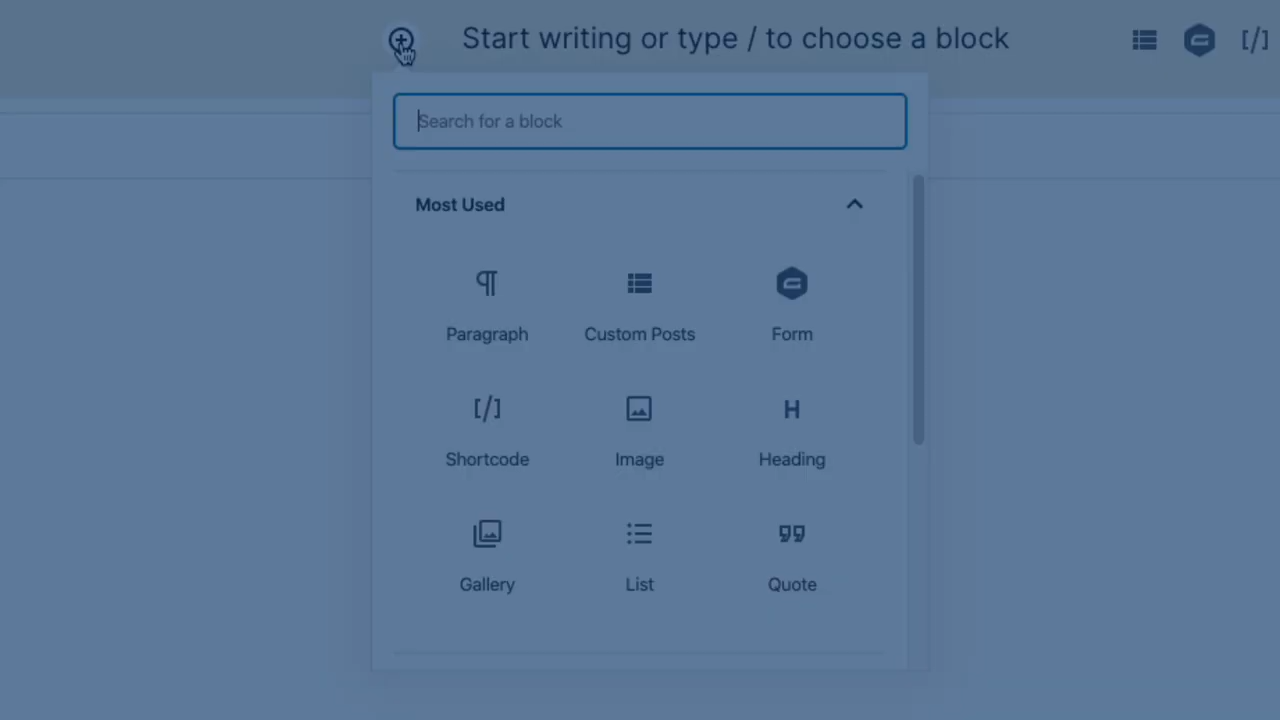 Start writing or type / to choose a block
[/]
Search for a block
Most Used
Paragraph
Custom Posts
Form
[/]
H
Shortcode
Image
Heading
Gallery
List
Quote